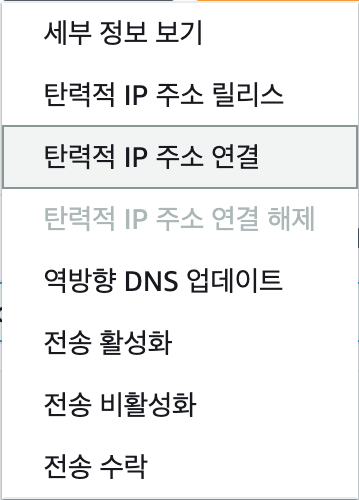 세부 정보 보기
탄력적 IP 주소 릴리스
탄력적 IP 주소 연결
탄력적 IP 주소 연결 해제
역방향 DNS 업데이트
전송 활성화
전송 비활성화
전송 수락